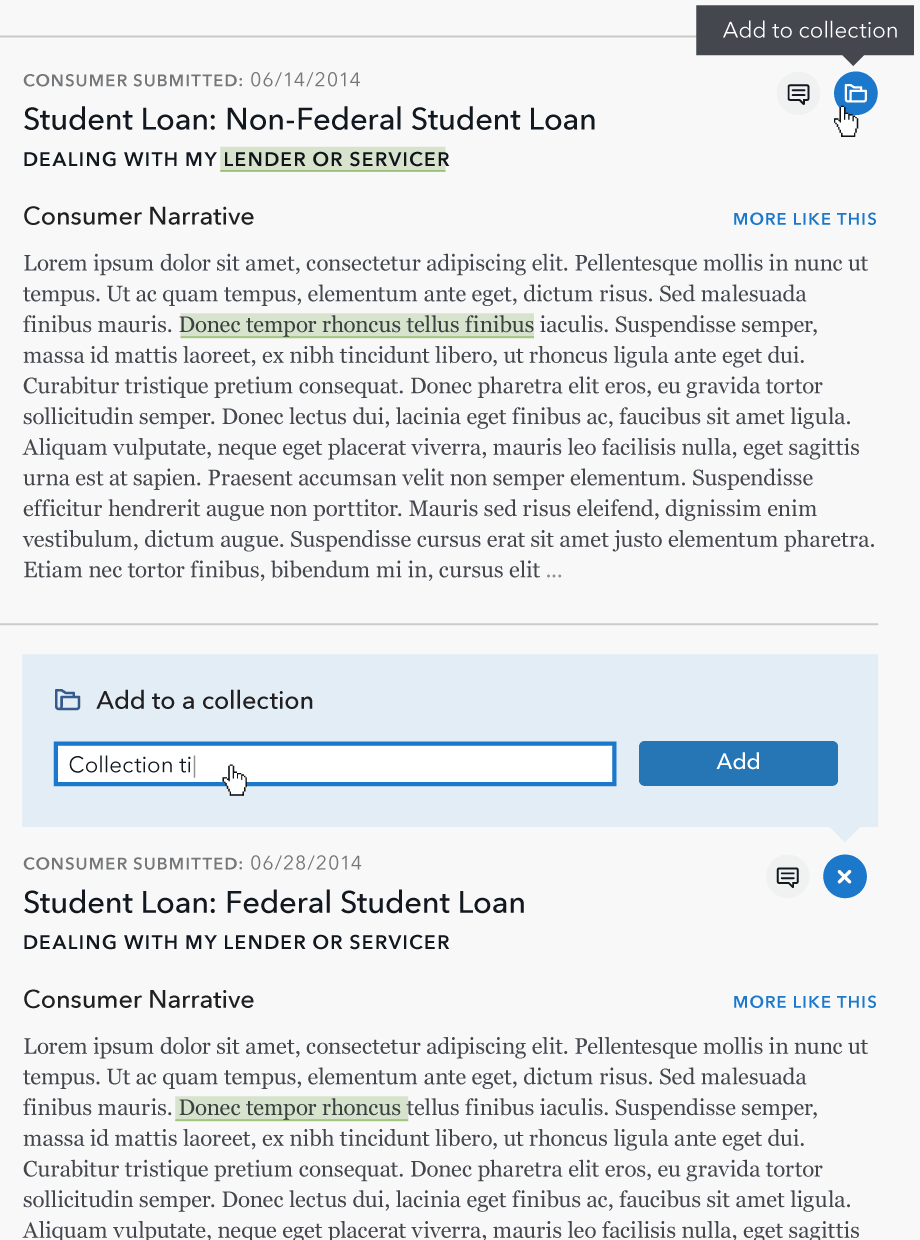 Add to collection
CONSUMER SUBMITTED: 06/14/2014
Student Loan: Non-Federal Student Loan
DEALING WITH MY LENDER OR SERVICER
Consumer Narrative
MORE LIKE THIS
Lorem ipsum dolor sit amet, consectetur adipiscing elit. Pellentesque mollis in nunc ut
tempus. Ut ac quam tempus, elementum ante eget, dictum risus. Sed malesuada
finibus mauris. Donec tempor rhoncus tellus finibus iaculis. Suspendisse semper,
massa id mattis laoreet, ex nibh tincidunt libero, ut rhoncus ligula ante eget dui.
Curabitur tristique pretium consequat. Donec pharetra elit eros, eu gravida tortor
sollicitudin semper. Donec lectus dui, lacinia eget finibus ac, faucibus sit amet ligula.
Aliquam vulputate, neque eget placerat viverra, mauris leo facilisis nulla, eget sagittis
urna est at sapien. Praesent accumsan velit non semper elementum. Suspendisse
efficitur hendrerit augue non porttitor. Mauris sed risus eleifend, dignissim enim
vestibulum, dictum augue. Suspendisse cursus erat sit amet justo elementum pharetra.
Etiam nec tortor finibus, bibendum mi in, cursus elit ...
Add to a collection
Collection ti
Add
CONSUMER SUBMITTED: 06/28/2014
Student Loan: Federal Student Loan
DEALING WITH MY LENDER OR SERVICER
Consumer Narrative
MORE LIKE THIS
Lorem ipsum dolor sit amet, consectetur adipiscing elit. Pellentesque mollis in nunc ut
tempus. Ut ac quam tempus, elementum ante eget, dictum risus. Sed malesuada
finibus mauris. Donec tempor rhoncus tellus finibus iaculis. Suspendisse semper,
massa id mattis laoreet, ex nibh tincidunt libero, ut rhoncus ligula ante eget dui.
Curabitur tristique pretium consequat. Donec pharetra elit eros, eu gravida tortor
sollicitudin semper. Donec lectus dui, lacinia eget finibus ac, faucibus sit amet ligula.
Aliquam vulputate, neque eget placerat viverra, mauris leo facilisis nulla, eget sagittis